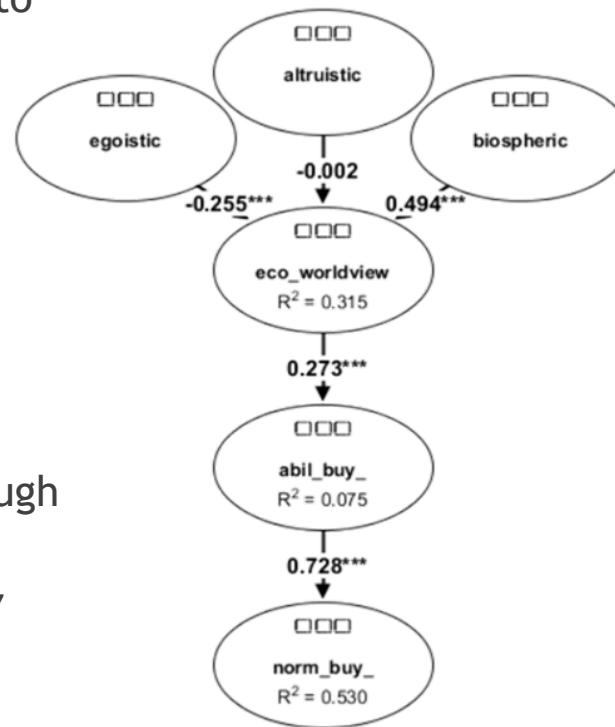 to
altruistic
egoistic
biospheric
-0.002
-0.255***
0.494***
eco_worldview
R² = 0.315
0.273***
abil_buy_
R² = 0.075
ugh
0.728***
norm_buy_
R² = 0.530